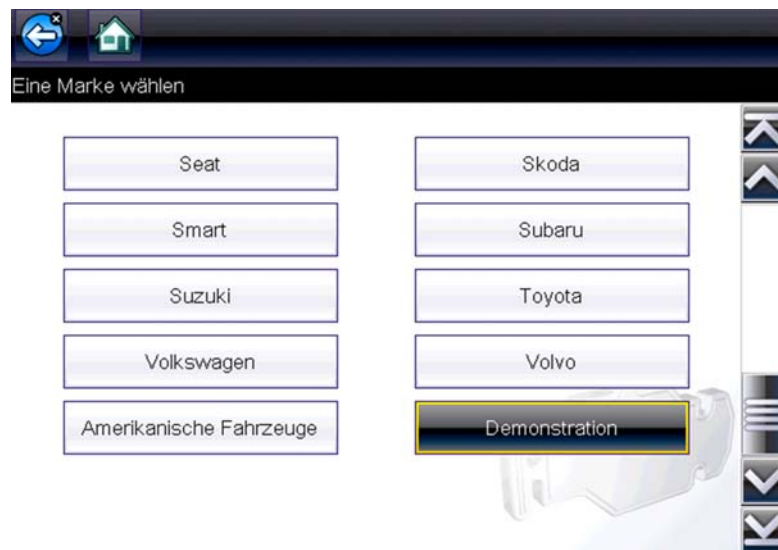 Eine Marke wählen
Seat
Skoda
Smart
Subaru
Suzuki
Toyota
Volkswagen
Volvo
Amerikanische Fahrzeuge
Demonstration